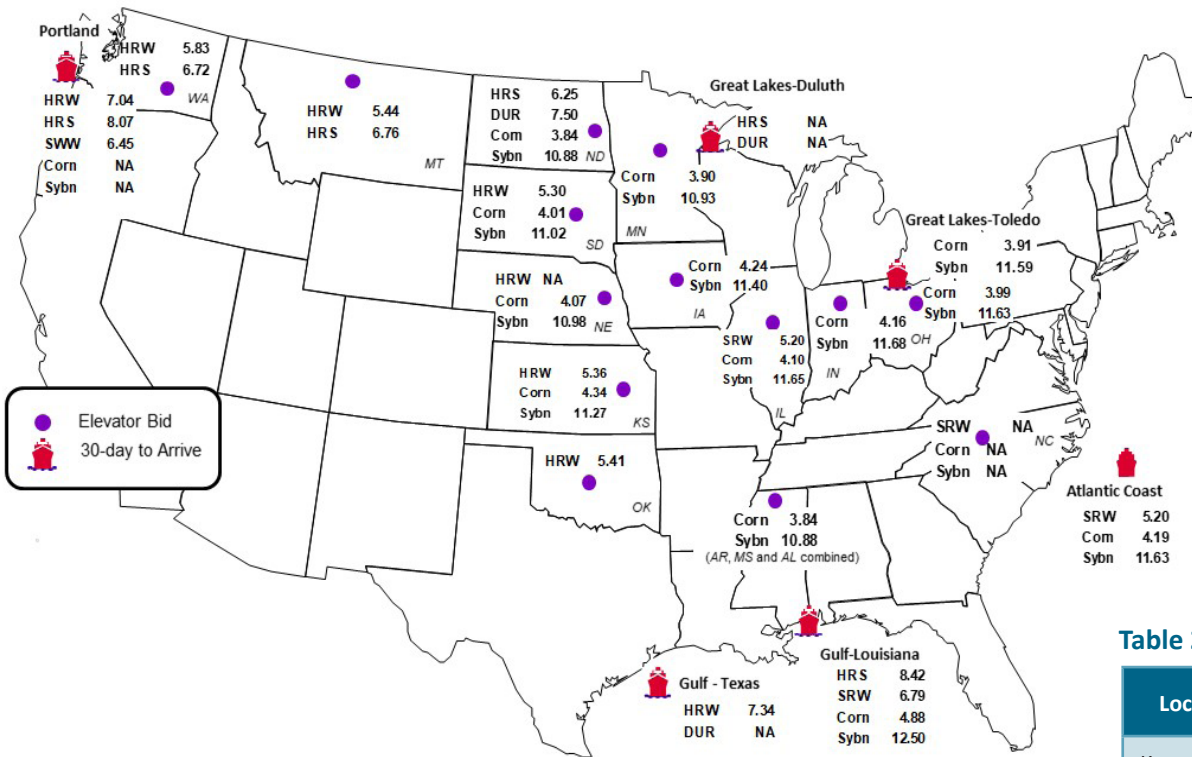 Portland
HRW 7.04
HRS 8.07
SWW 6.45
Corn NA
Sybn NA
HRW 5.83
HRS 6.72
WA
HRW 5.44
HRS 6.76
MT
HRS 6.25
DUR 7.50
Corn 3.84
Sybn 10.88 ND
HRW 5.30
Corn 4.01
Sybn 11.02
SD
HRW NA
Corn 4.07
Sybn 10.98 NE
HRW 5.36
Corn 4.34
Sybn 11.27
KS
HRW 5.41
OK
Great Lakes-Duluth
HRS NA
DUR NA
Corn 3.90
Sybn 10.93
MN
Corn 4.24
Sybn 11.40
IA
SRW 5.20
Corn 4.10
Sybn 11.65
IL
Great Lakes-Toledo
Corn 3.91
Sybn 11.59
Corn 3.99
Sybn 11.63
OH
Corn 4.16
Sybn 11.68
IN
SRW NA
Corn NA
Sybn NA
NC
Atlantic Coast
SRW 5.20
Corn 4.19
Sybn 11.63
Corn 3.84
Sybn 10.88
(AR, MS and AL combined)
Gulf-Louisiana
HRS 8.42
SRW 6.79
Corn 4.88
Sybn 12.50
Gulf - Texas
HRW 7.34
DUR NA
Elevator Bid
30-day to Arrive
Table
Loc